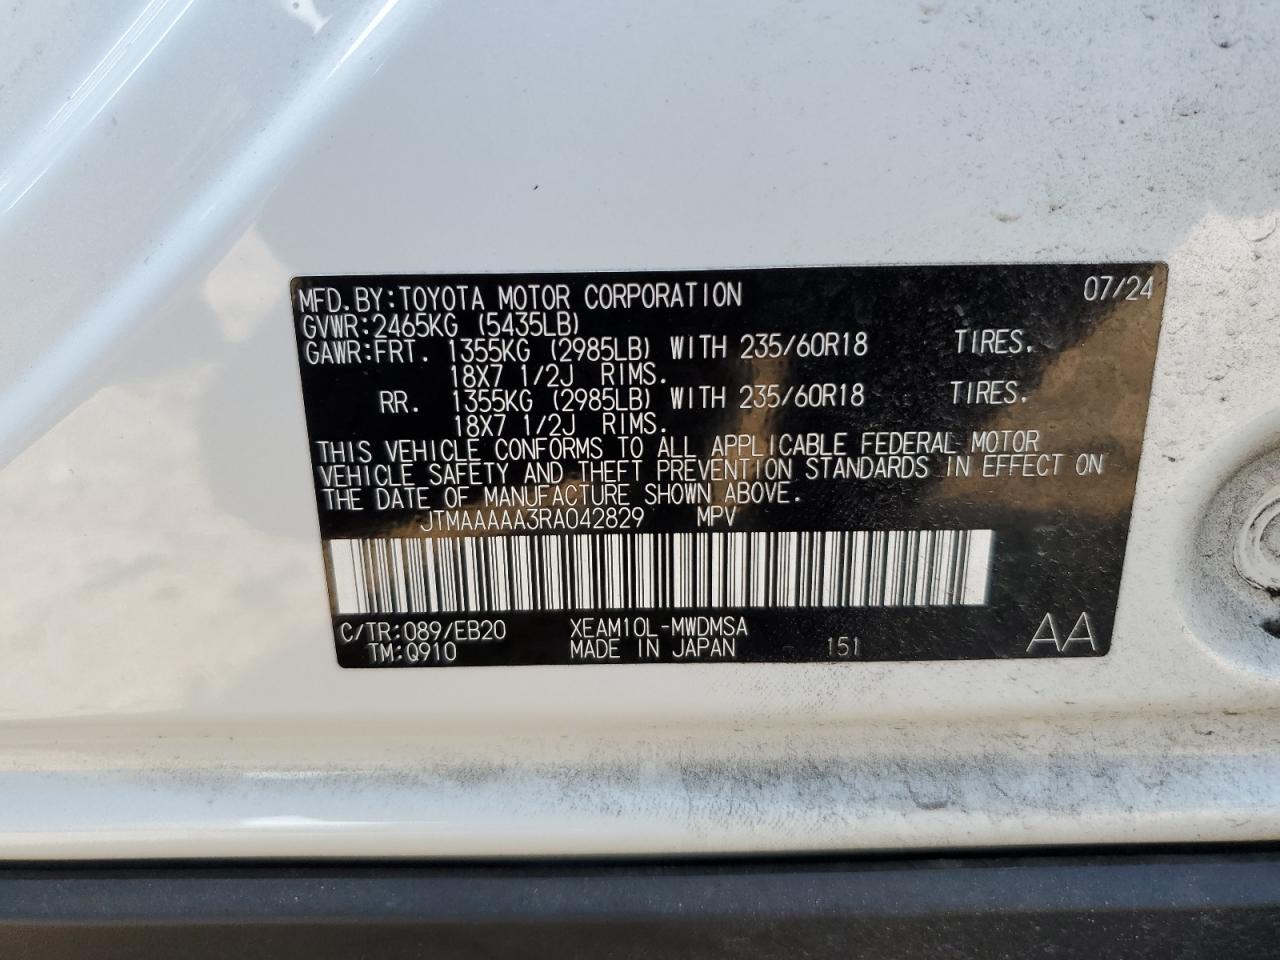 MFD.BY:TOYOTA MOTOR CORPORATION 07/24
GVWR:2465KG (5435LB)
GAWR:FRT. 1355KG (2985LB) WITH 235/60R18 TIRES.
18X7 1/2J RIMS.
RR. 1355KG (2985LB) WITH 235/60R18 TIRES.
18X7 1/2J RIMS.
THIS VEHICLE CONFORMS TO ALL APPLICABLE FEDERAL MOTOR
VEHICLE SAFETY AND THEFT PREVENTION STANDARDS IN EFFECT ON
THE DATE OF MANUFACTURE SHOWN ABOVE.
JTMAAAAA3RA042829 MPV
C/TR:089/EB20 XEAM10L-MWDMSA AA
TM:Q910 MADE IN JAPAN 151